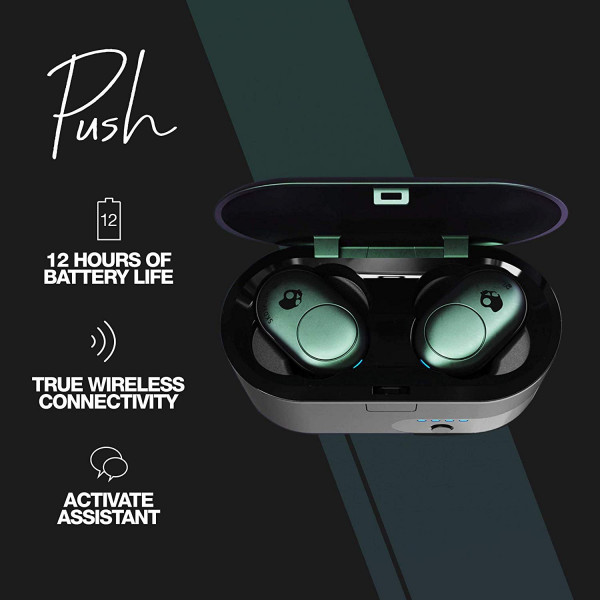 Push
12
12 HOURS OF
BATTERY LIFE
TRUE WIRELESS
CONNECTIVITY
ACTIVATE
ASSISTANT